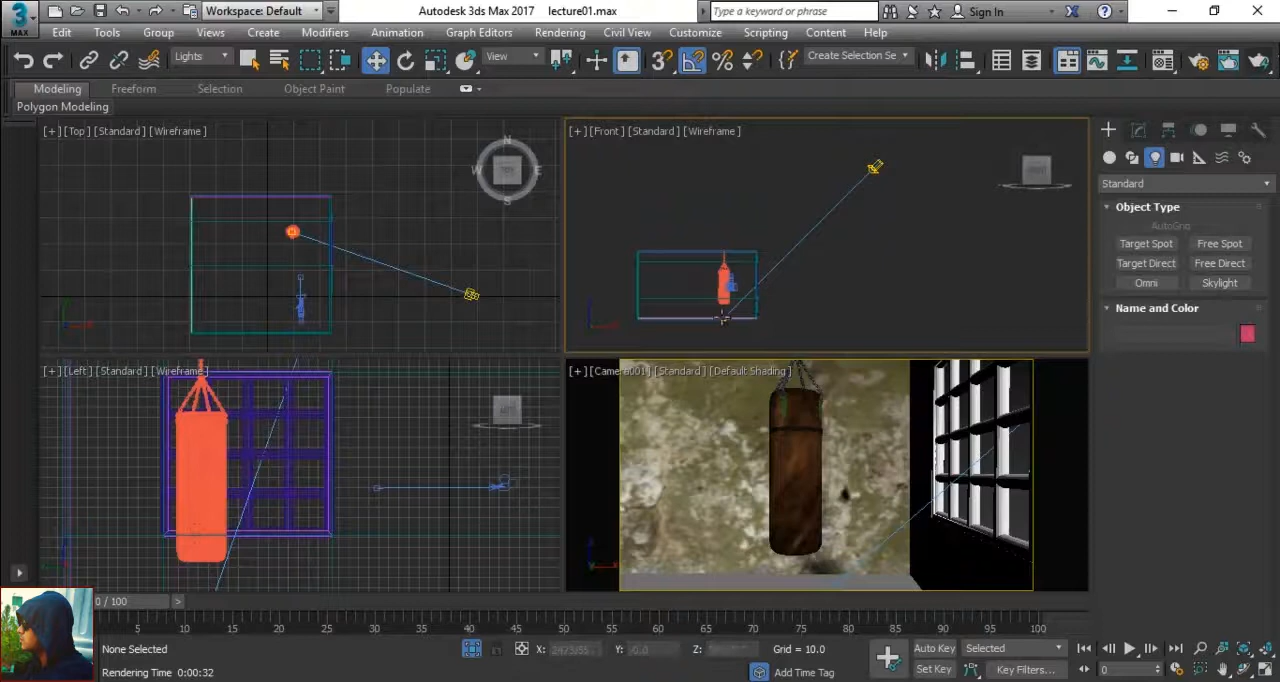 3 MAX
Workspace: Default
Autodesk 3ds Max 2017 lecture01.max
Type a keyword or phrase
Sign In
Edit Tools Group Views Create Modifiers Animation Graph Editors Rendering Civil View Customize Scripting Content Help
Lights
View
3
Create Selection Se
Modeling Freeform Selection Object Paint Populate
Polygon Modeling
[+] [Top] [Standard] [Wireframe]
[+] [Front] [Standard] [Wireframe]
N
W E
S
TOP
Standard
Object Type
AutoGrid
Target Spot Free Spot
Target Direct Free Direct
Omni Skylight
Name and Color
[+] [Left] [Standard] [Wireframe]
[+] [Camera001] [Standard] [Default Shading]
0 / 100
5 10 15 20 25 30 35 40 45 50 55 60 65 70 75 80 85 90 95 100
None Selected
X: Y: Z:
Grid = 10.0
Auto Key Selected
Rendering Time 0:00:32
Add Time Tag
Set Key Key Filters...
0